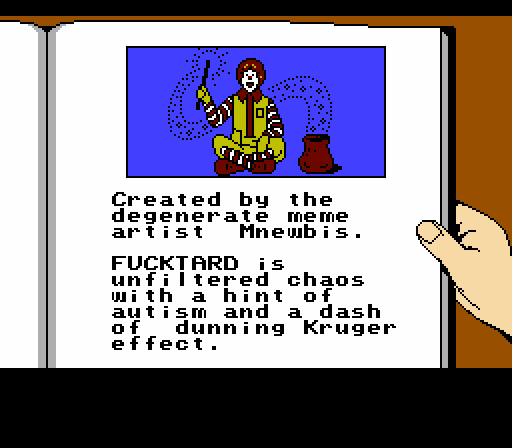 Created by the
degenerate meme
artist  Mnewbis.
FUCKTARD is
unfiltered chaos
with a hint of
autism and a dash
of  dunning Kruger
effect.